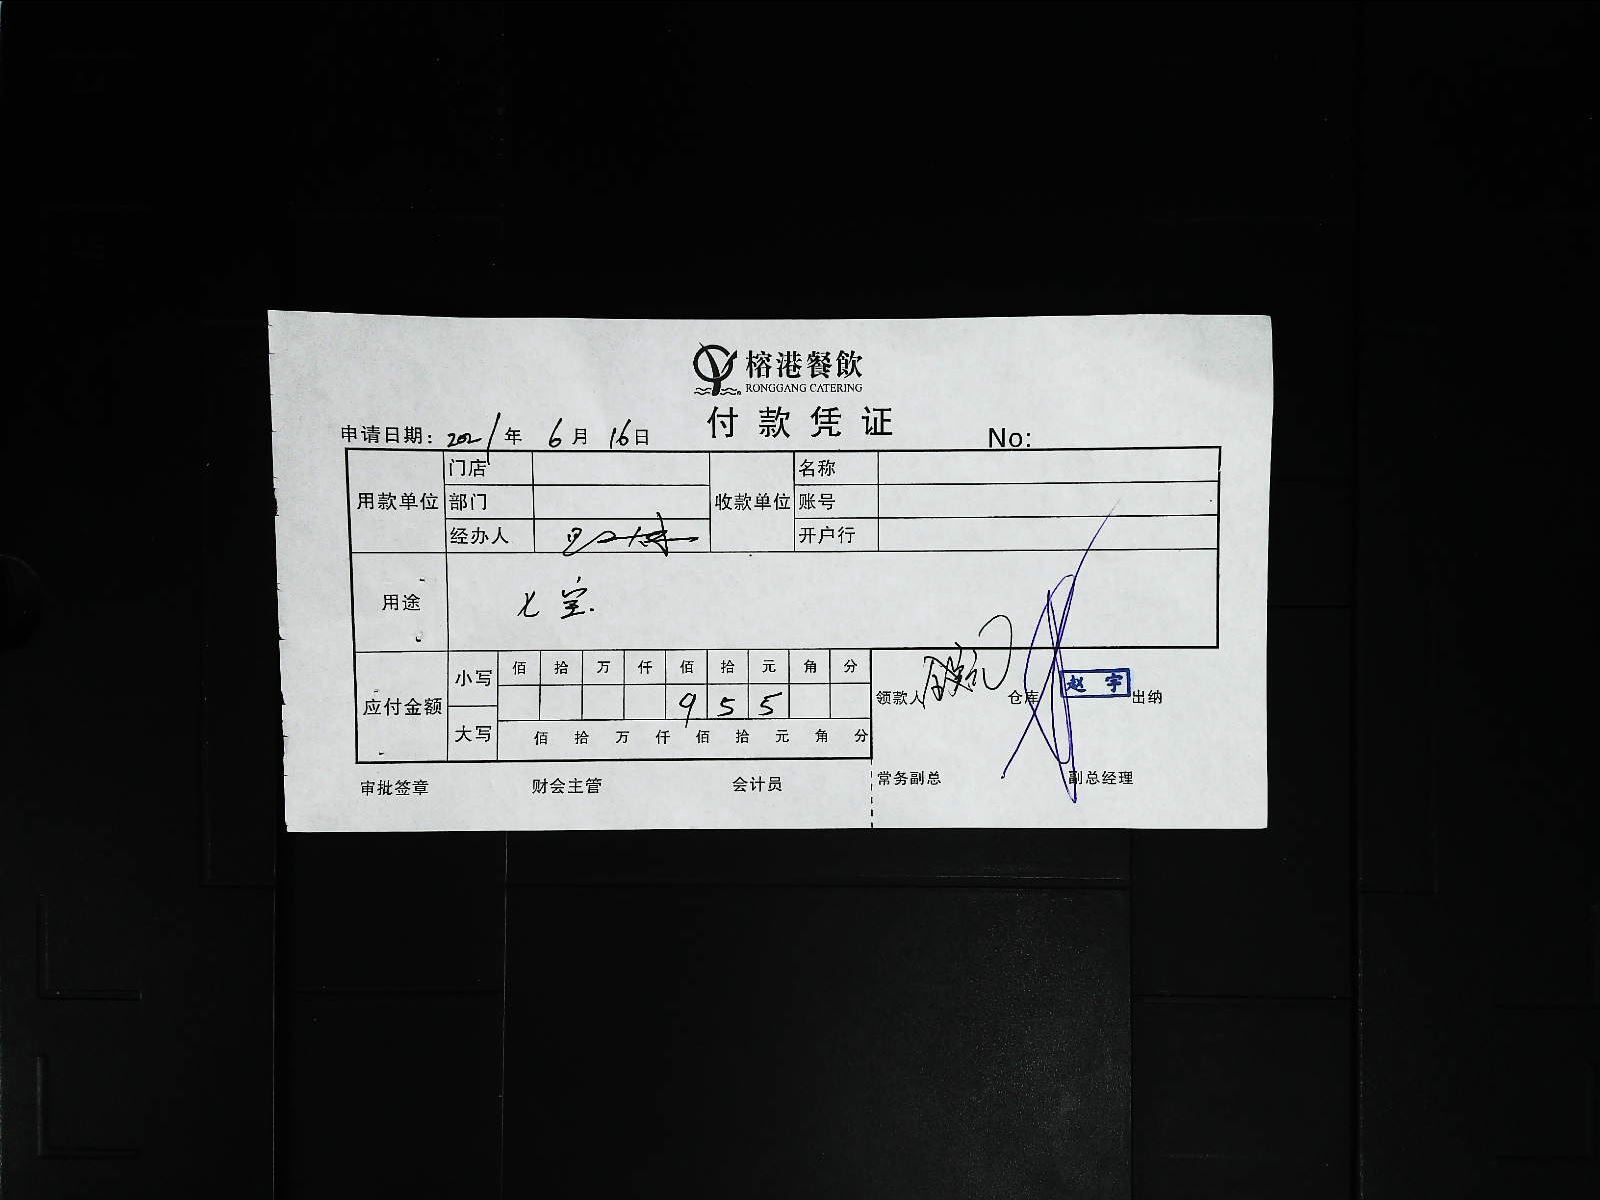 榕港餐飲
RONGGANG CATERING
付款凭证
申请日期: 2021年 6月 16日
No:
用款单位 门店 收款单位 名称
部门 账号
经办人 开户行
用途 七宝.
应付金额 小写 佰 拾 万 仟 佰 拾 元 角 分
9 5 5
大写 佰 拾 万 仟 佰 拾 元 角 分
领款人 仓库 赵宇 出纳
审批签章 财会主管 会计员 常务副总 副总经理